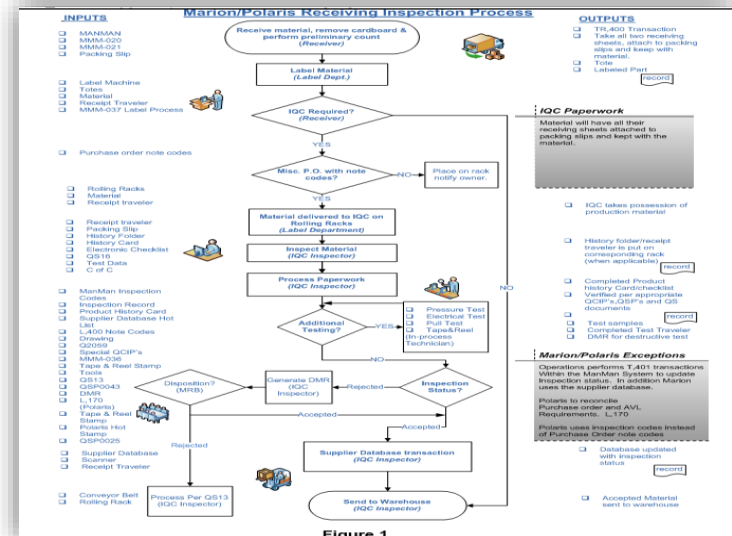 Marion/Polaris Receiving Inspection Process
INPUTS
MANMAN
MMM-020
MMM-021
Packing Slip
Label Machine
Totes
Material
Receipt Traveler
MMM-037 Label Process
Purchase order note codes
Rolling Racks
Material
Receipt traveler
Receipt traveler
Packing Slip
History Folder
History Card
Electronic Checklist
QS16
Test Data
C of C
ManMan Inspection
Codes
Inspection Record
Product History Card
Supplier Database Hot
List
L,400 Note Codes
Drawing
Q2059
Special QCIP's
MMM-036
Tape & Reel Stamp
Tools
QS13
QSP0043
DMR
L,170
(Polaris)
Tape & Reel
Stamp
Polaris Hot
Stamp
QSP0025
Supplier Database
Scanner
Receipt Traveler
Conveyor Belt
Rolling Rack
Receive material, remove cardboard &
perform preliminary count
(Receiver)
Label Material
(Label Dept.)
IQC Required?
(Receiver)
YES
NO
Misc. P.O. with note
codes?
NO
Place on rack
notify owner.
YES
Material delivered to IQC on
Rolling Racks
(Label Department)
Inspect Material
(IQC Inspector)
Process Paperwork
(IQC Inspector)
Additional
Testing?
YES
Pressure Test
Electrical Test
Pull Test
Tape&Reel
(In-process
Technician)
NO
Inspection
Status?
Rejected
Generate DMR (IQC
Inspector)
Disposition?
(MRB)
Accepted
Accepted
Rejected
Supplier Database transaction
(IQC Inspector)
Process Per QS13
(IQC Inspector)
Send to Warehouse
(IQC Inspector)
Figure 1
OUTPUTS
TR,400 Transaction
Take all two receiving
sheets, attach to packing
slips and keep with
material.
Tote
Labeled Part
record
IQC Paperwork
Material will have all their
receiving sheets attached to
packing slips and kept with the
material.
IQC takes possession of
production material
History folder/receipt
traveler is put on
corresponding rack
(when applicable)
record
Completed Product
history Card/checklist
Verified per appropriate
QCIP's,QSP's and QS
documents
record
Test samples
Completed Test Traveler
DMR for destructive test
Marion/Polaris Exceptions
Operations performs T,401 transactions
Within the ManMan System to update
Inspection status. In addition Marion
uses the supplier database.
Polaris to reconcile
Purchase order and AVL
Requirements. L,170
Polaris uses inspection codes instead
of Purchase Order note codes
Database updated
with inspection
status
record
Accepted Material
sent to warehouse